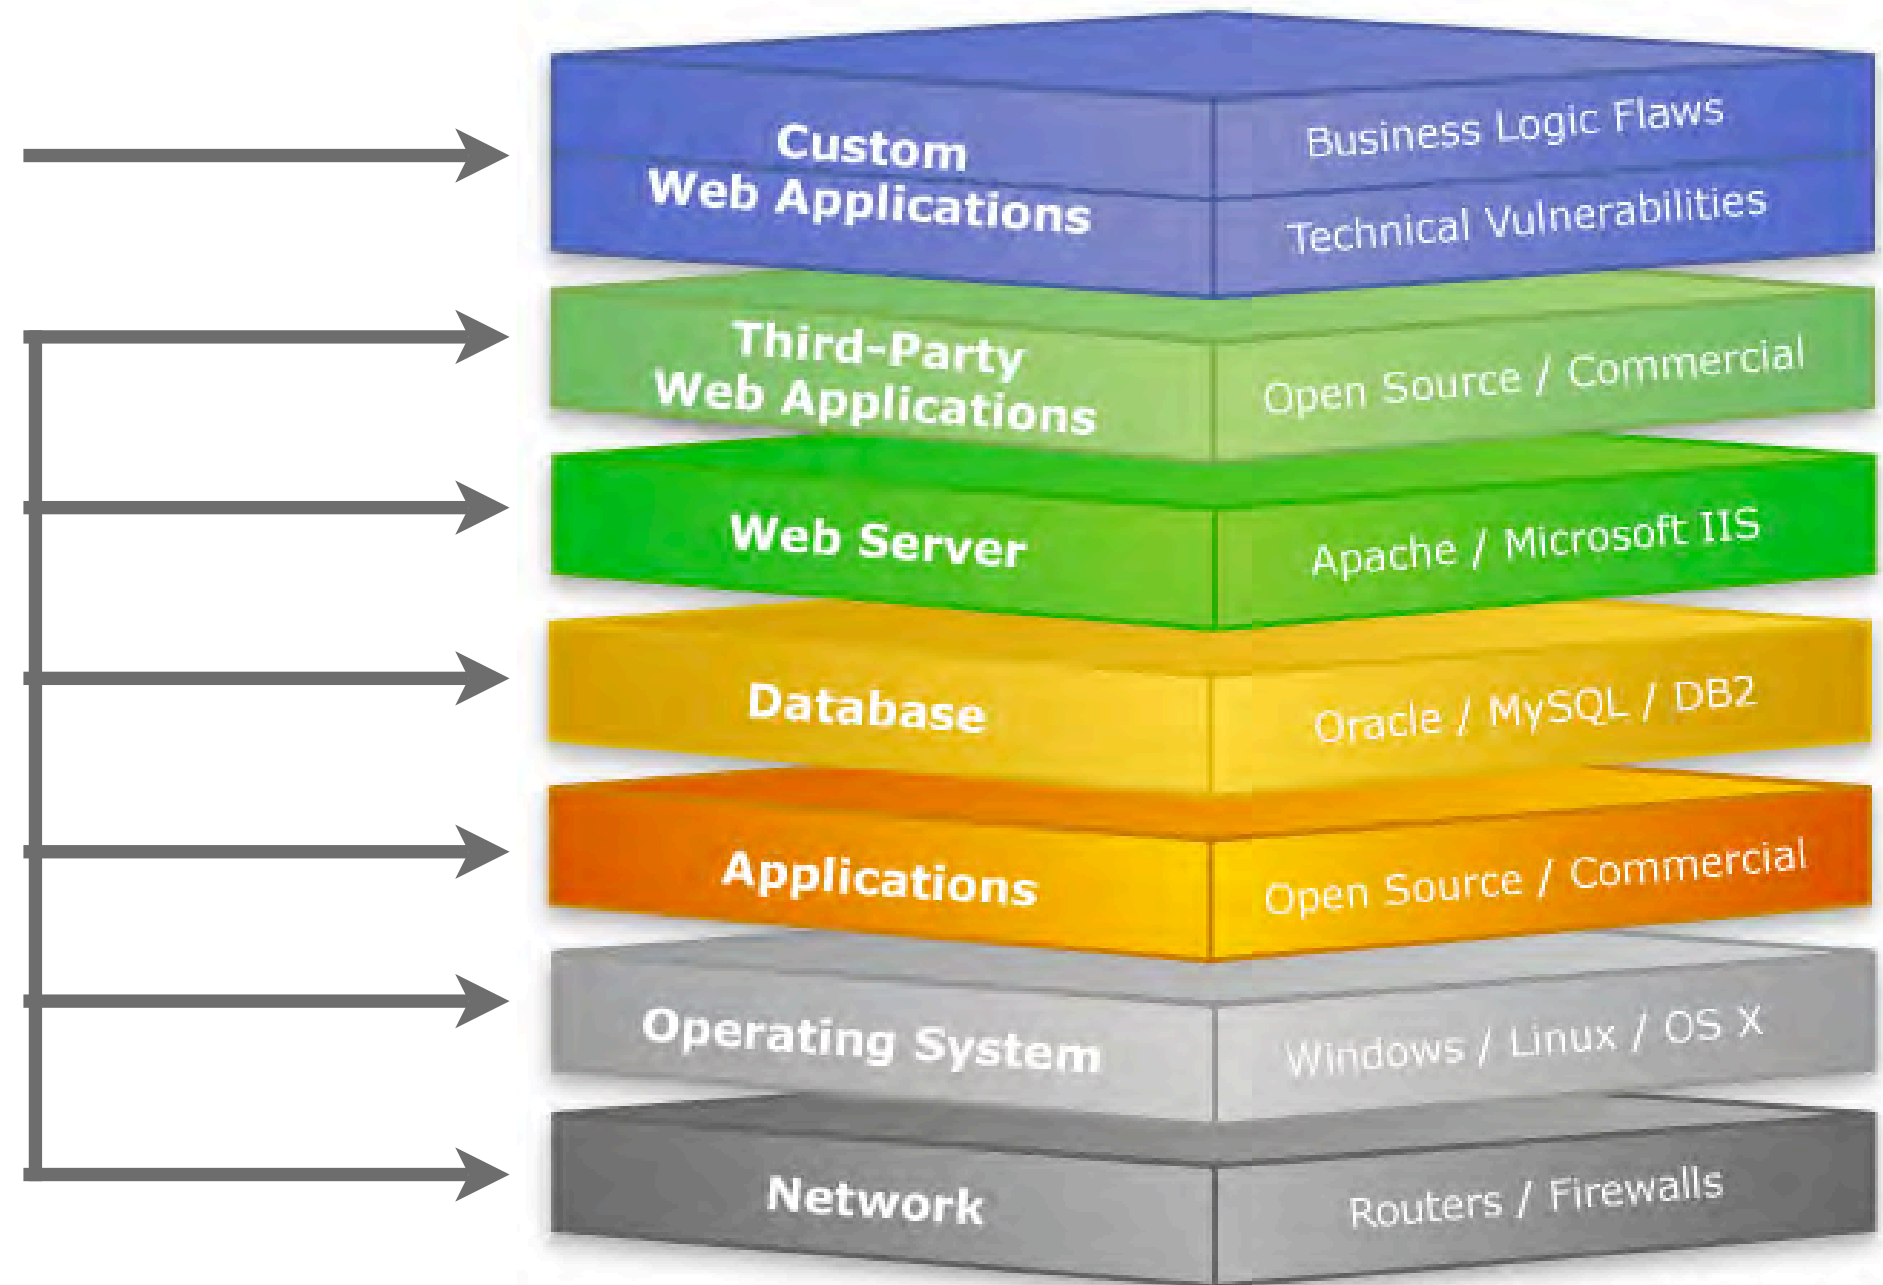 Custom
Web Applications
Business Logic Flaws
Technical Vulnerabilities
Third-Party
Web Applications
Open Source / Commercial
Web Server
Apache / Microsoft IIS
Database
Oracle / MySQL / DB2
Applications
Open Source / Commercial
Operating System
Windows / Linux / OS X
Network
Routers / Firewalls